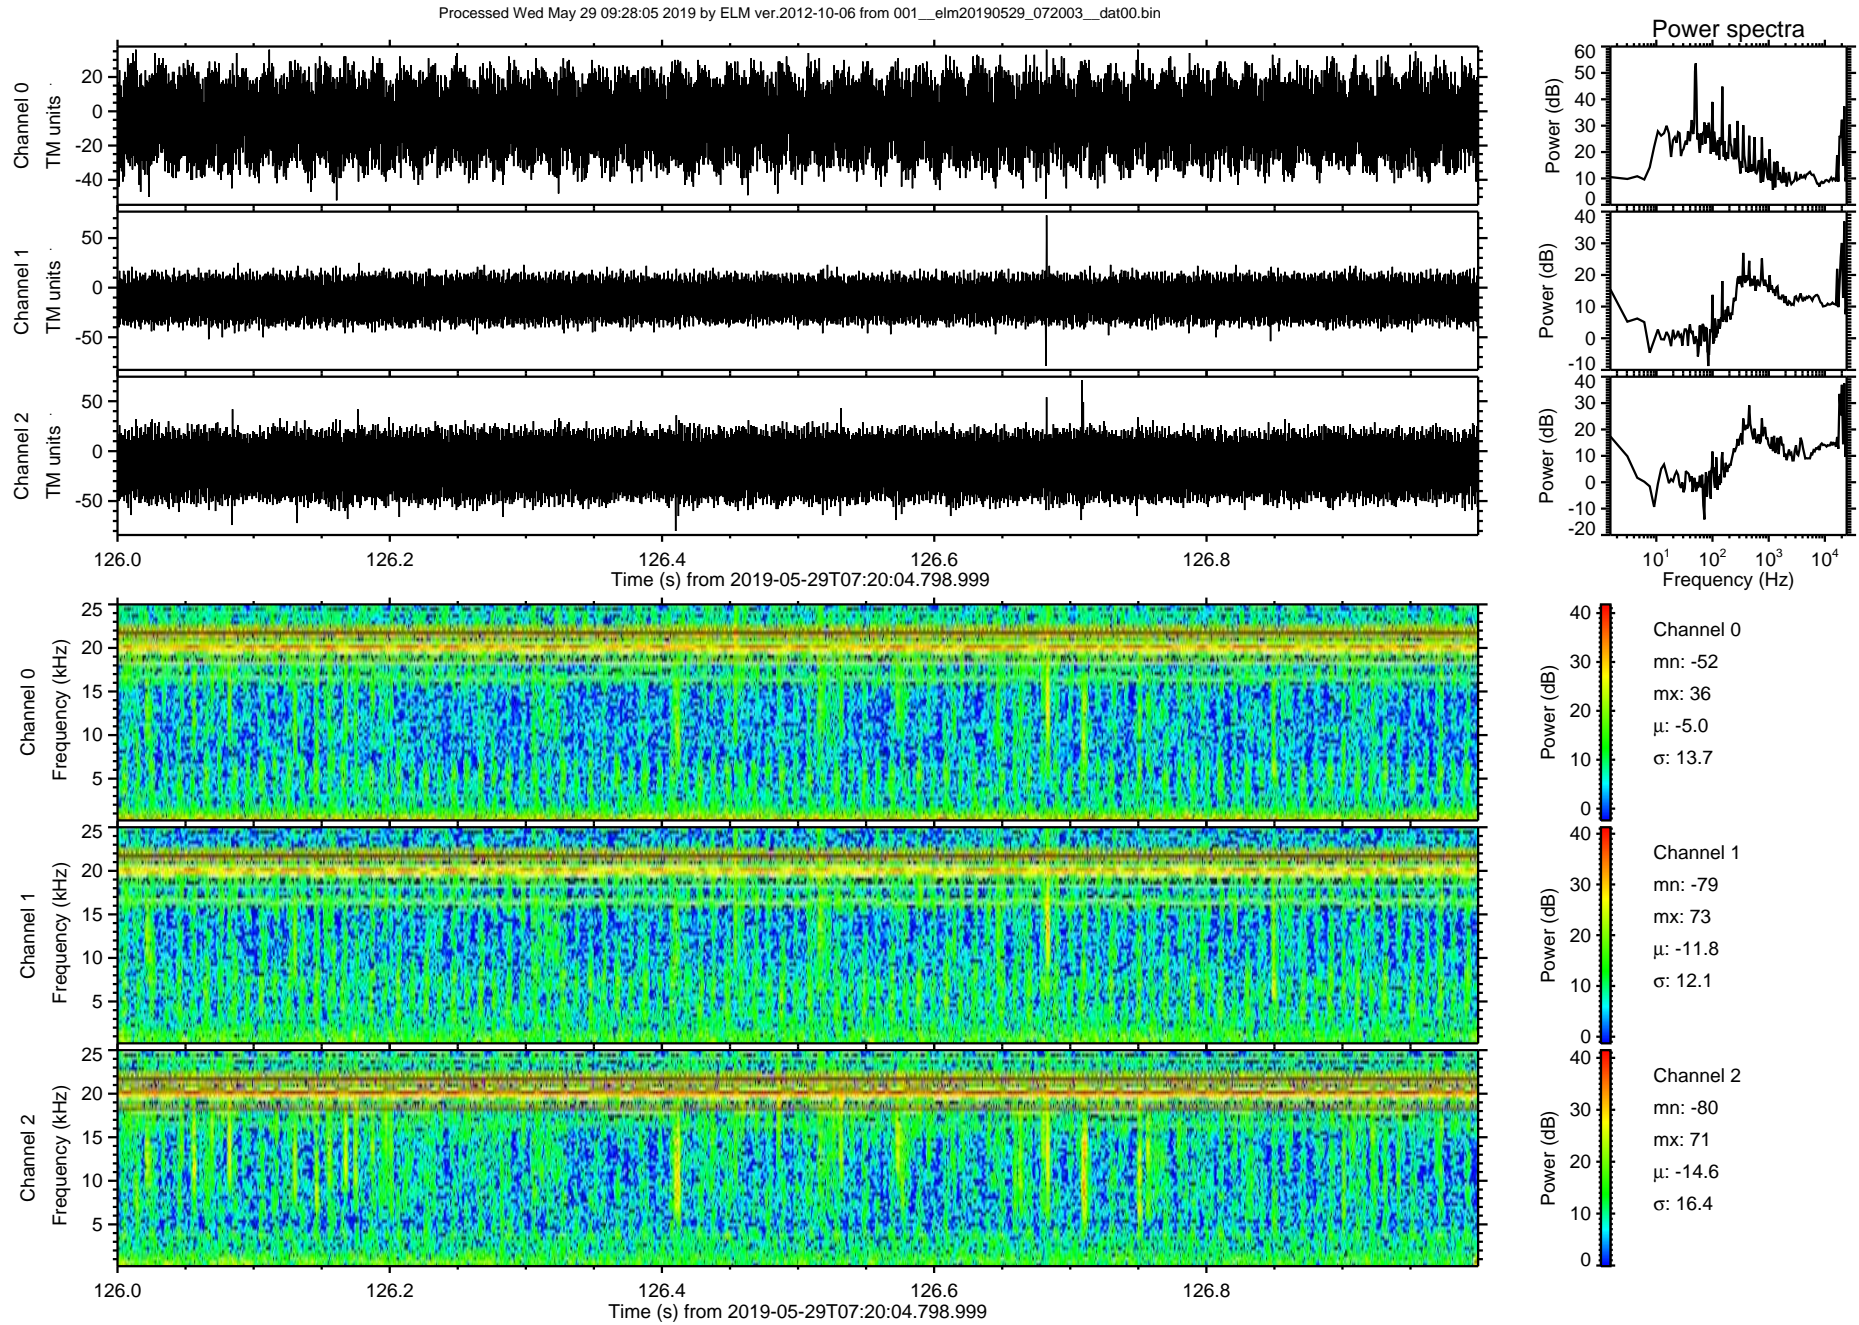 Processed Wed May 29 09:28:05 2019 by ELM ver.2012-10-06 from 001__elm20190529_072003__dat00.bin
Power spectra
Channel 0
TM units
20
0
-20
-40
Power (dB)
60
50
40
30
20
10
0
Channel 1
TM units
50
0
-50
Power (dB)
40
30
20
10
0
-10
Channel 2
TM units
50
0
-50
Power (dB)
40
30
20
10
0
-10
-20
126.0 126.2 126.4 126.6 126.8
Time (s) from 2019-05-29T07:20:04.798.999
10^1 10^2 10^3 10^4
Frequency (Hz)
Channel 0
Frequency (kHz)
25
20
15
10
5
Power (dB)
40
30
20
10
0
Channel 0
mn: -52
mx: 36
μ: -5.0
σ: 13.7
Channel 1
Frequency (kHz)
25
20
15
10
5
Power (dB)
40
30
20
10
0
Channel 1
mn: -79
mx: 73
μ: -11.8
σ: 12.1
Channel 2
Frequency (kHz)
25
20
15
10
5
Power (dB)
40
30
20
10
0
Channel 2
mn: -80
mx: 71
μ: -14.6
σ: 16.4
126.0 126.2 126.4 126.6 126.8
Time (s) from 2019-05-29T07:20:04.798.999